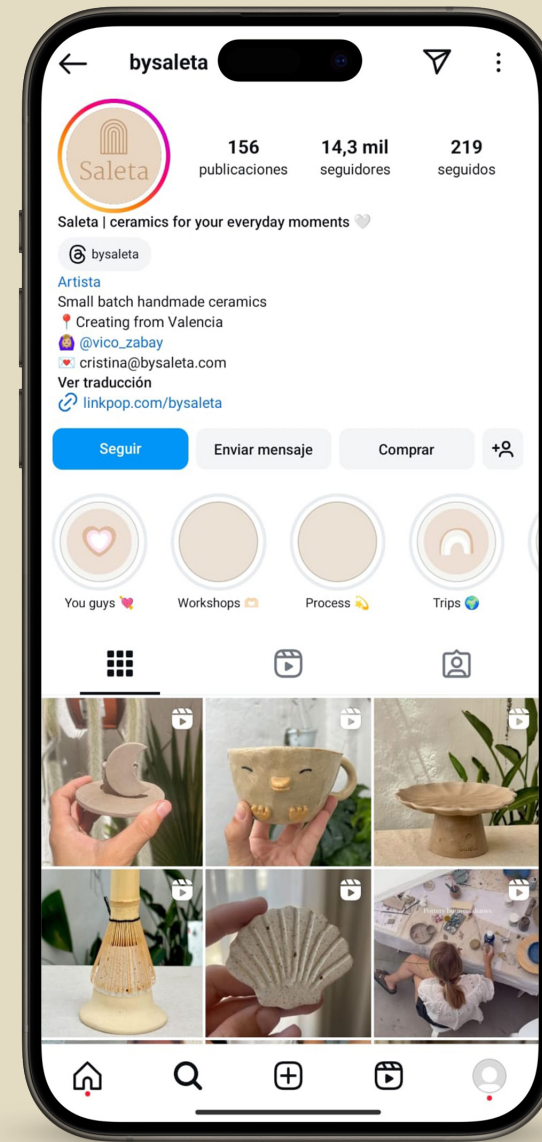 bysaleta
Saleta
156
publicaciones
14,3 mil
seguidores
219
seguidos
Saleta | ceramics for your everyday moments 🤍
bysaleta
Artista
Small batch handmade ceramics
📍Creating from Valencia
🙆🏼‍♀️ @vico_zabay
💌 cristina@bysaleta.com
Ver traducción
linkpop.com/bysaleta
Seguir
Enviar mensaje
Comprar
You guys 💘
Workshops 🫶🏻
Process 💫
Trips 🌍